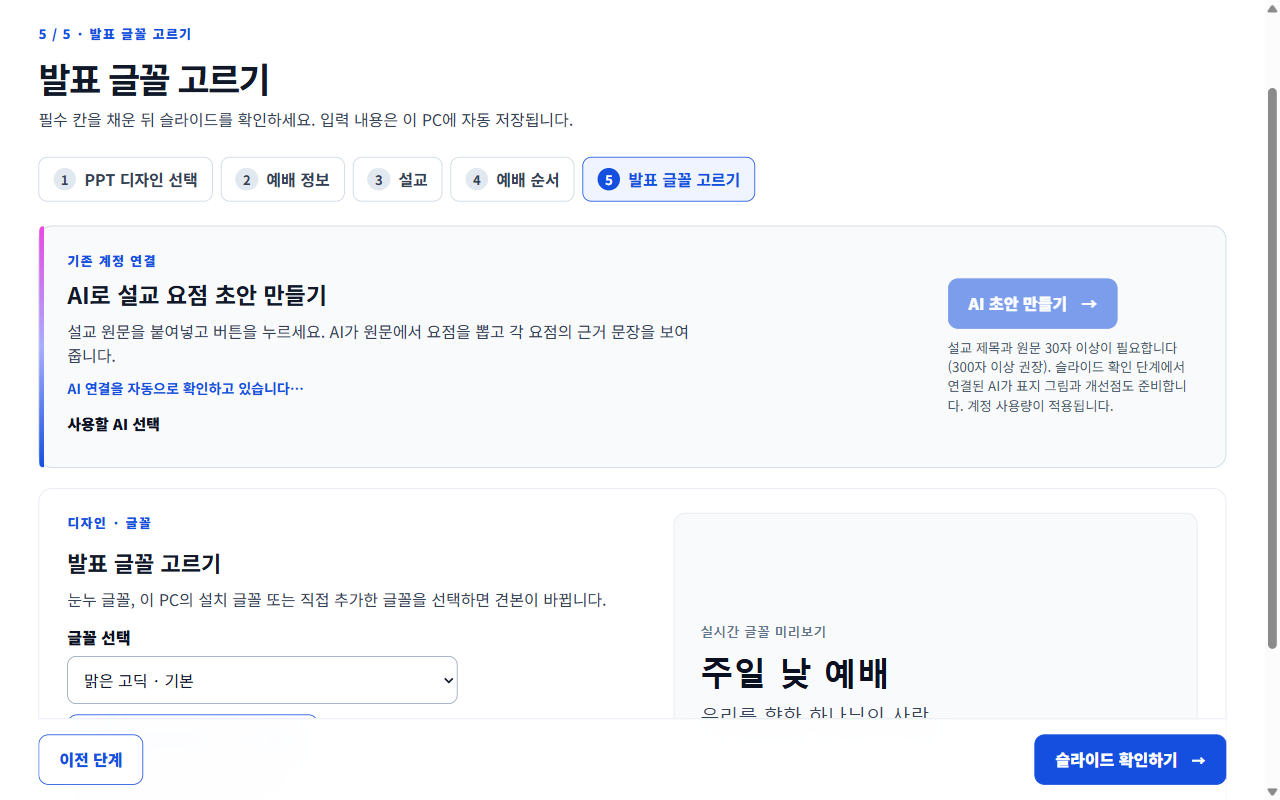 5 / 5 · 발표 글꼴 고르기
발표 글꼴 고르기
필수 칸을 채운 뒤 슬라이드를 확인하세요. 입력 내용은 이 PC에 자동 저장됩니다.
1 PPT 디자인 선택
2 예배 정보
3 설교
4 예배 순서
5 발표 글꼴 고르기
기존 계정 연결
AI로 설교 요점 초안 만들기
설교 원문을 붙여넣고 버튼을 누르세요. AI가 원문에서 요점을 뽑고 각 요점의 근거 문장을 보여
줍니다.
AI 연결을 자동으로 확인하고 있습니다…
사용할 AI 선택
AI 초안 만들기 →
설교 제목과 원문 30자 이상이 필요합니다
(300자 이상 권장). 슬라이드 확인 단계에서
연결된 AI가 표지 그림과 개선점도 준비합니
다. 계정 사용량이 적용됩니다.
디자인 · 글꼴
발표 글꼴 고르기
눈누 글꼴, 이 PC의 설치 글꼴 또는 직접 추가한 글꼴을 선택하면 견본이 바뀝니다.
글꼴 선택
맑은 고딕 · 기본
실시간 글꼴 미리보기
주일 낮 예배
우리를 향한 하나님의 사랑
이전 단계
슬라이드 확인하기 →